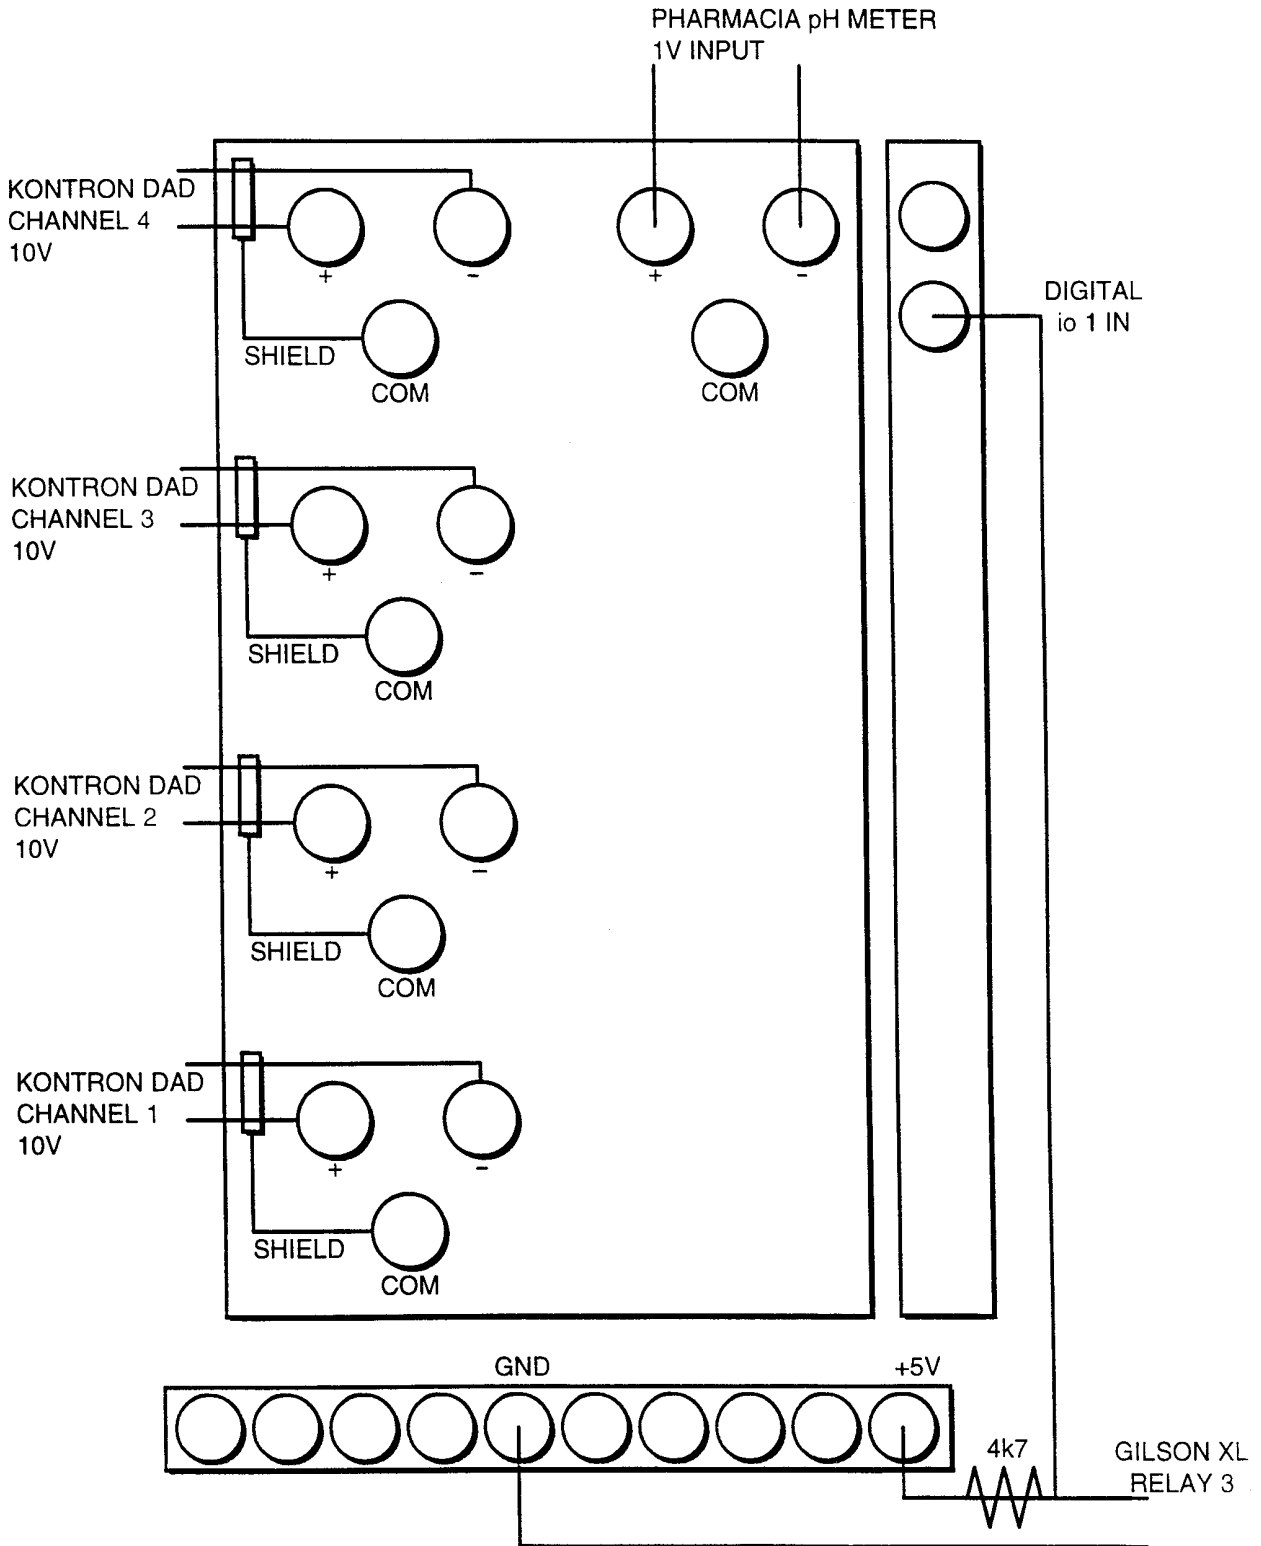 PHARMACIA pH METER
1V INPUT
KONTRON DAD
CHANNEL 4
10V
+
-
+
-
SHIELD
COM
COM
DIGITAL
io 1 IN
KONTRON DAD
CHANNEL 3
10V
+
-
SHIELD
COM
KONTRON DAD
CHANNEL 2
10V
+
-
SHIELD
COM
KONTRON DAD
CHANNEL 1
10V
+
-
SHIELD
COM
GND
+5V
4k7
GILSON XL
RELAY 3